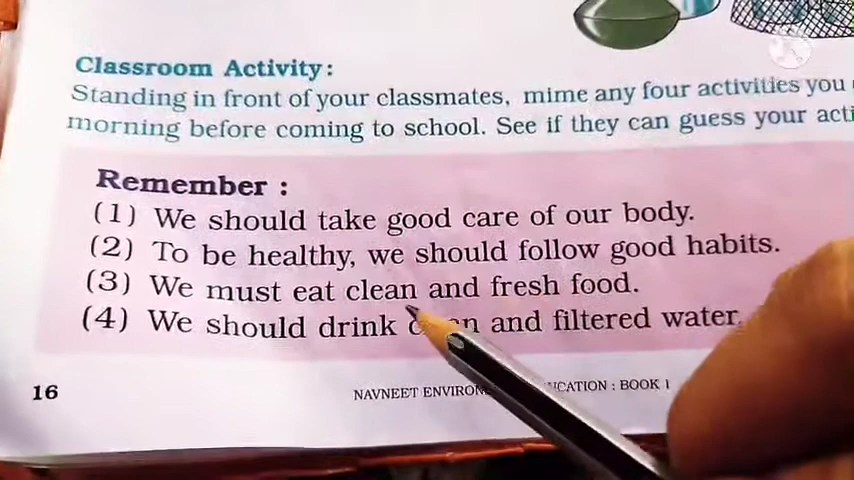 Classroom Activity:
Standing in front of your classmates, mime any four activities you
morning before coming to school. See if they can guess your
Remember :
(1) We should take good care of our body.
(2) To be healthy, we should follow good habits.
(3) We must eat clean and fresh food.
(4) We should drink and filtered water.
16
NAVNEET : BOOK 1